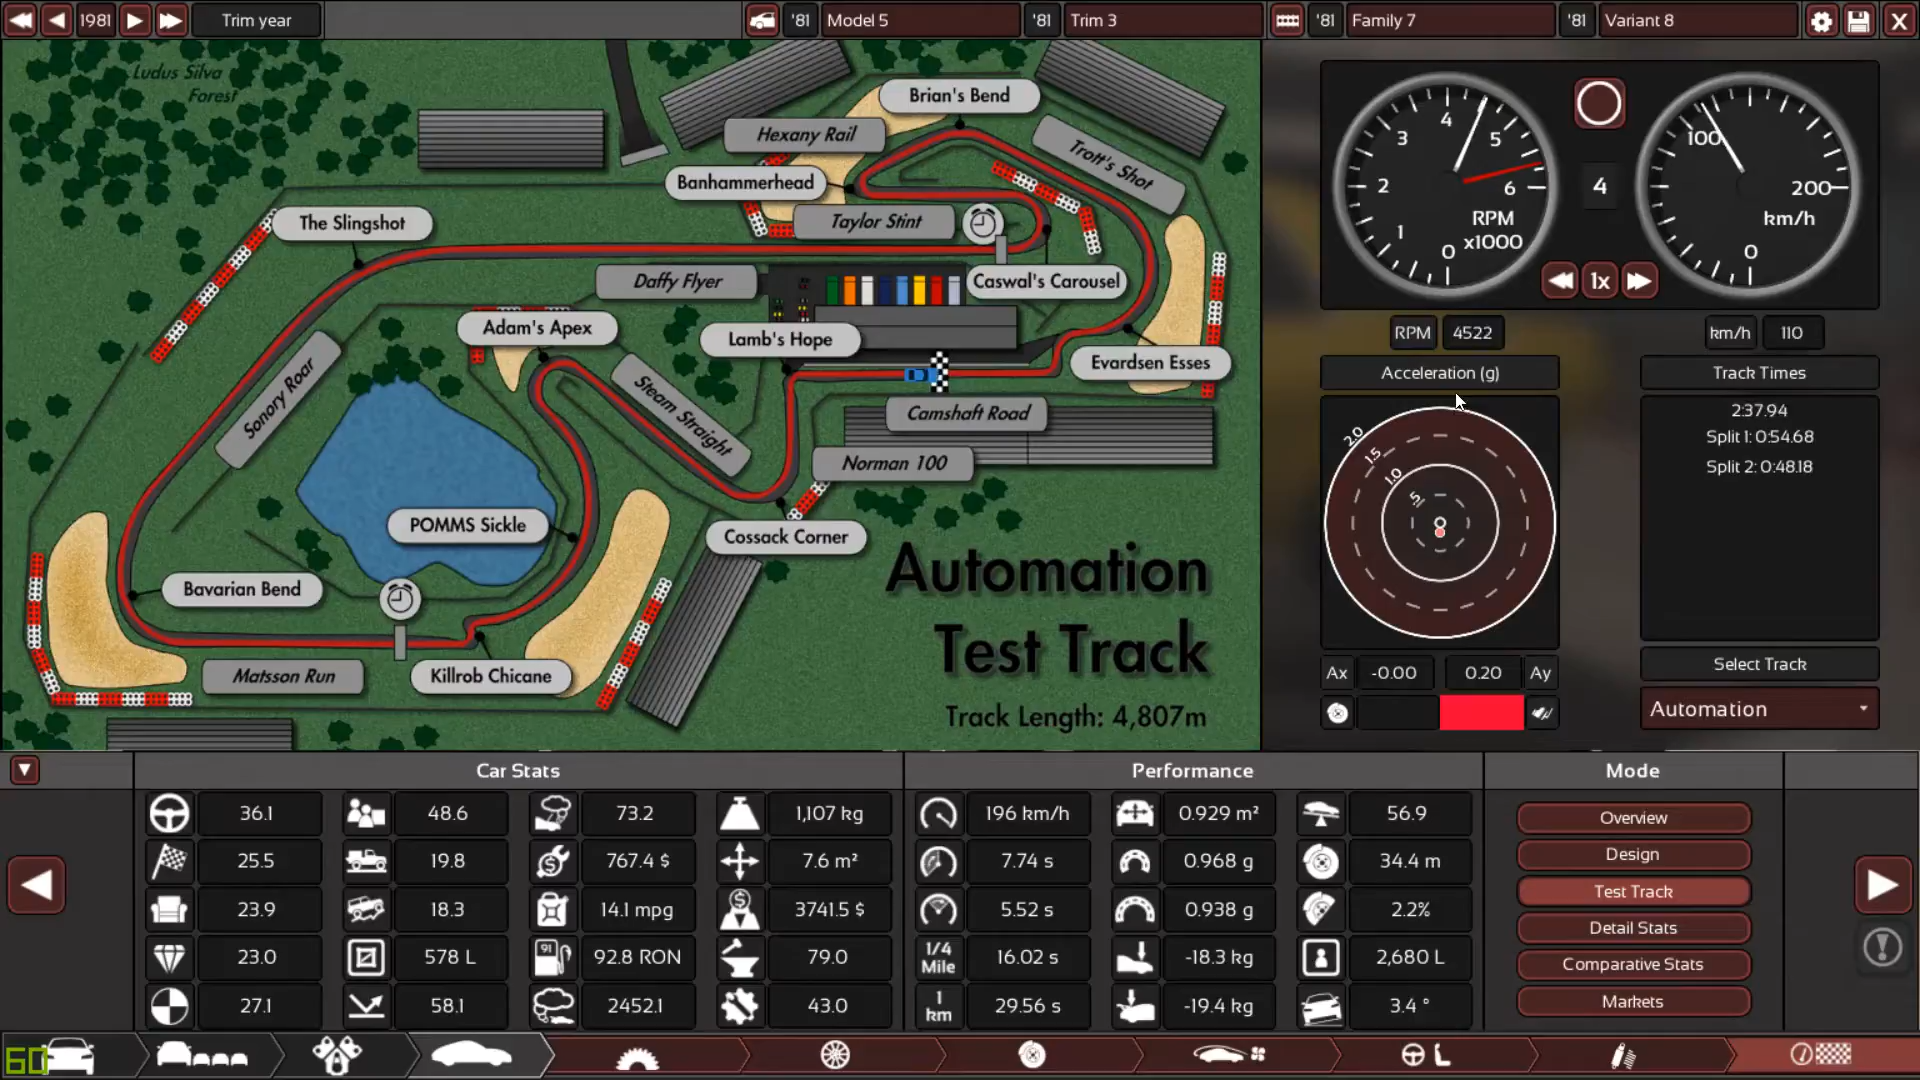 1981
Trim year
'81
Model 5
'81
Trim 3
'81
Family 7
'81
Variant 8
Ludus Silva
Forest
Brian's Bend
Hexany Rail
Trott's Shot
Banhammerhead
The Slingshot
Taylor Stint
Daffy Flyer
Caswal's Carousel
Adam's Apex
Lamb's Hope
Evardsen Esses
Sonory Roar
Steam Straight
Camshaft Road
Norman 100
POMMS Sickle
Cossack Corner
Bavarian Bend
Matsson Run
Killrob Chicane
Automation
Test Track
Track Length: 4,807m
0
1
2
3
4
5
6
RPM
x1000
4
1x
0
100
200
km/h
RPM
4522
km/h
110
Acceleration (g)
2.0
1.5
1.0
.5
Ax
-0.00
0.20
Ay
Track Times
2:37.94
Split 1: 0:54.68
Split 2: 0:48.18
Select Track
Automation
Car Stats
Performance
Mode
36.1
48.6
73.2
1,107 kg
196 km/h
0.929 m²
56.9
25.5
19.8
767.4 $
7.6 m²
7.74 s
0.968 g
34.4 m
23.9
18.3
14.1 mpg
3741.5 $
5.52 s
0.938 g
2.2%
23.0
578 L
91
92.8 RON
79.0
1/4
Mile
16.02 s
-18.3 kg
2,680 L
27.1
58.1
2452.1
43.0
1
km
29.56 s
-19.4 kg
3.4 °
Overview
Design
Test Track
Detail Stats
Comparative Stats
Markets
60